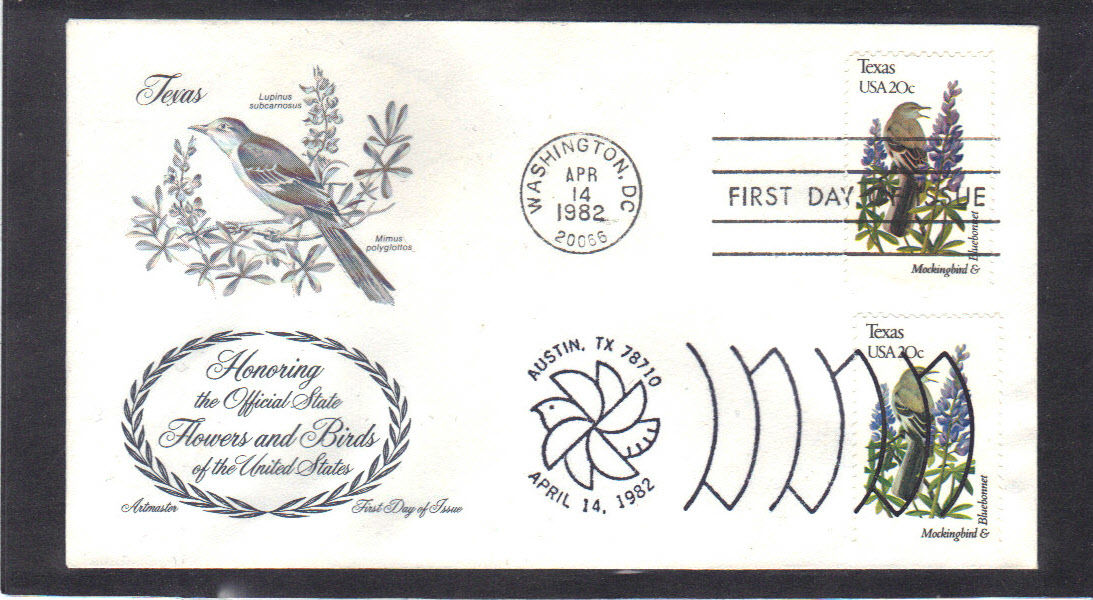 Texas
Lupinus
subcarnosus
Mimus
polyglottos
Honoring
the Official State
Flowers and Birds
of the United States
Artmaster
First Day of Issue
WASHINGTON, DC
APR
14
1982
20066
FIRST DAY OF ISSUE
Texas
USA 20c
Mockingbird &
Bluebonnet
AUSTIN, TX 78710
APRIL 14, 1982
Texas
USA 20c
Mockingbird &
Bluebonnet